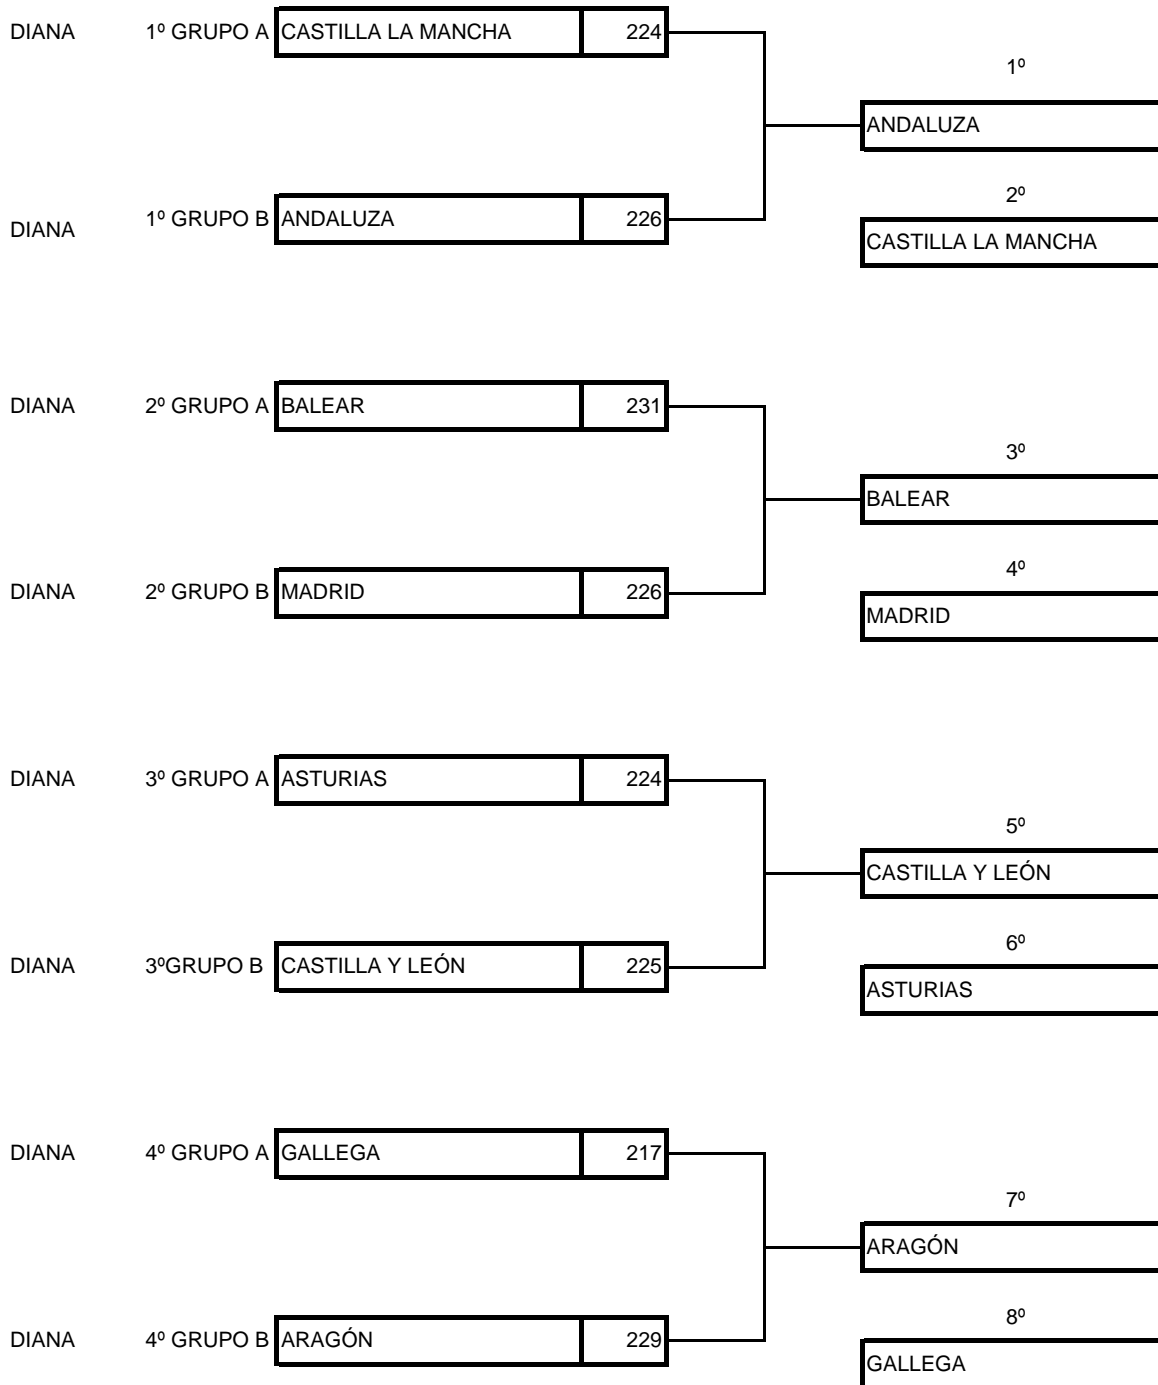 DIANA 1º GRUPO A CASTILLA LA MANCHA 224
1º
ANDALUZA
2º
DIANA 1º GRUPO B ANDALUZA 226
CASTILLA LA MANCHA
DIANA 2º GRUPO A BALEAR 231
3º
BALEAR
4º
DIANA 2º GRUPO B MADRID 226
MADRID
DIANA 3º GRUPO A ASTURIAS 224
5º
CASTILLA Y LEÓN
6º
DIANA 3ºGRUPO B CASTILLA Y LEÓN 225
ASTURIAS
DIANA 4º GRUPO A GALLEGA 217
7º
ARAGÓN
8º
DIANA 4º GRUPO B ARAGÓN 229
GALLEGA